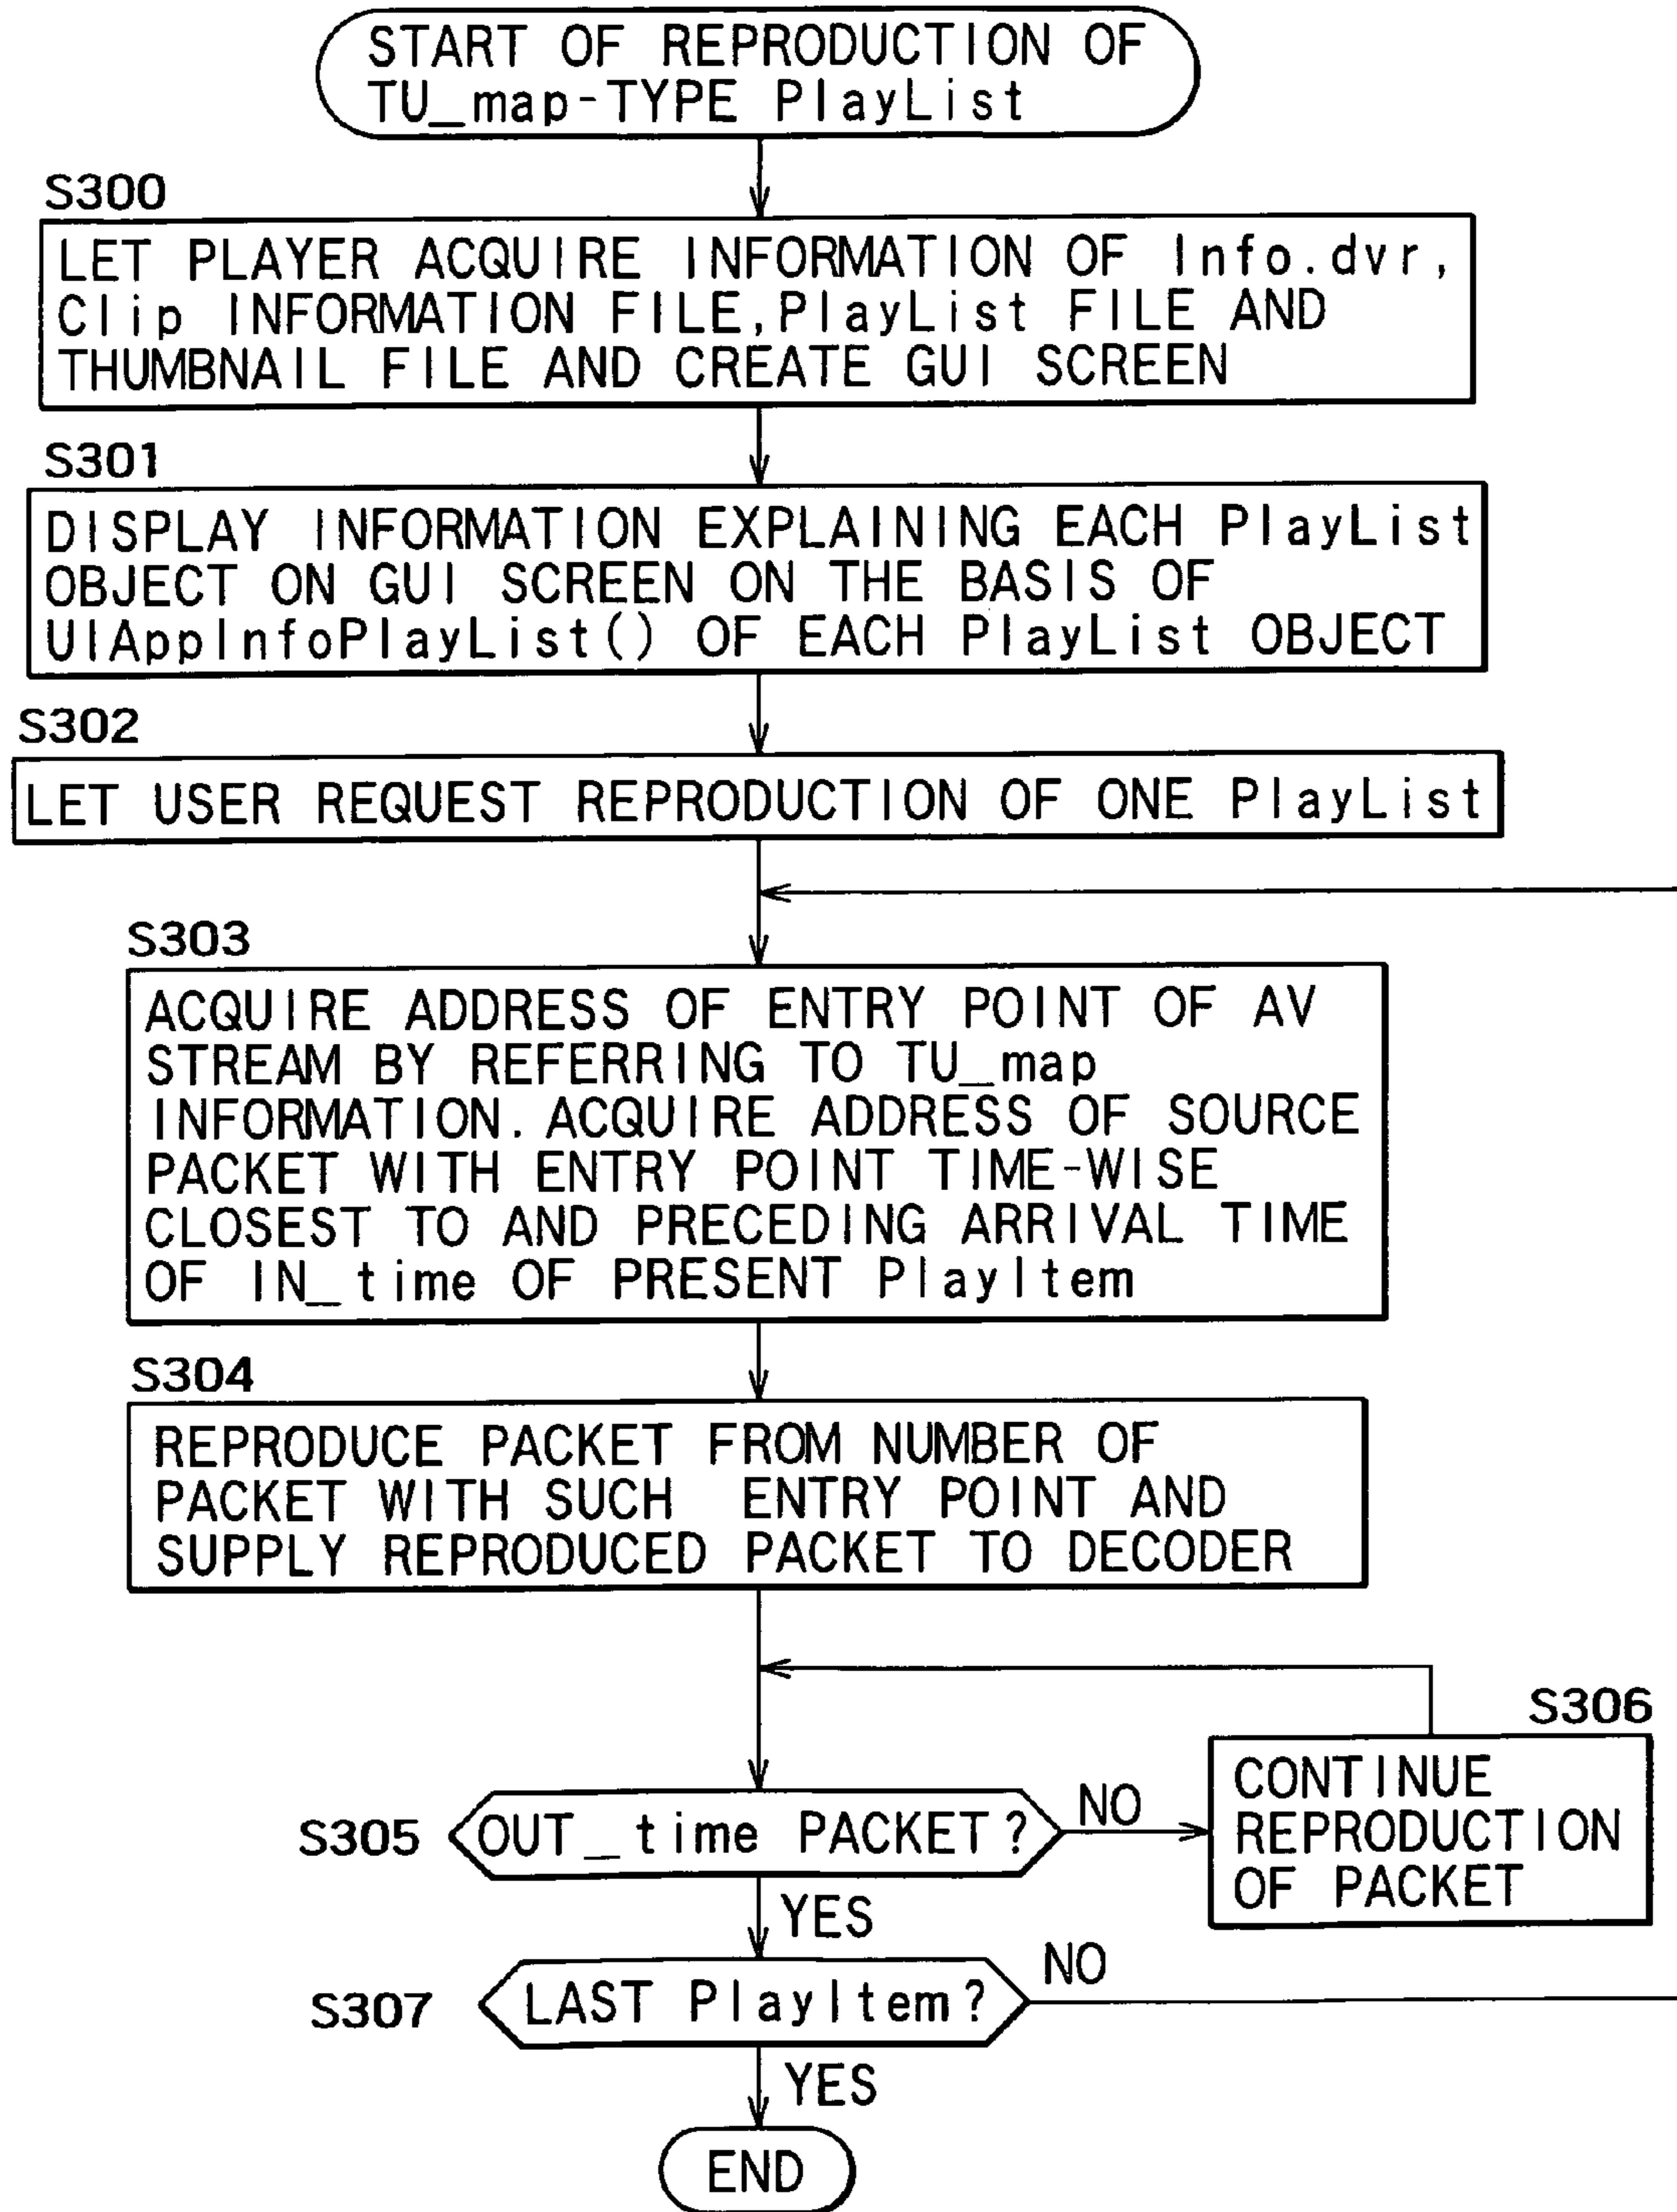 START OF REPRODUCTION OF
TU_map-TYPE PlayList
S300
LET PLAYER ACQUIRE INFORMATION OF Info.dvr,
Clip INFORMATION FILE,PlayList FILE AND
THUMBNAIL FILE AND CREATE GUI SCREEN
S301
DISPLAY INFORMATION EXPLAINING EACH PlayList
OBJECT ON GUI SCREEN ON THE BASIS OF
UIAppInfoPlayList() OF EACH PlayList OBJECT
S302
LET USER REQUEST REPRODUCTION OF ONE PlayList
S303
ACQUIRE ADDRESS OF ENTRY POINT OF AV
STREAM BY REFERRING TO TU_map
INFORMATION. ACQUIRE ADDRESS OF SOURCE
PACKET WITH ENTRY POINT TIME-WISE
CLOSEST TO AND PRECEDING ARRIVAL TIME
OF IN_time OF PRESENT PlayItem
S304
REPRODUCE PACKET FROM NUMBER OF
PACKET WITH SUCH ENTRY POINT AND
SUPPLY REPRODUCED PACKET TO DECODER
S305
OUT_time PACKET?
NO
S306
CONTINUE
REPRODUCTION
OF PACKET
YES
S307
LAST PlayItem?
NO
YES
END